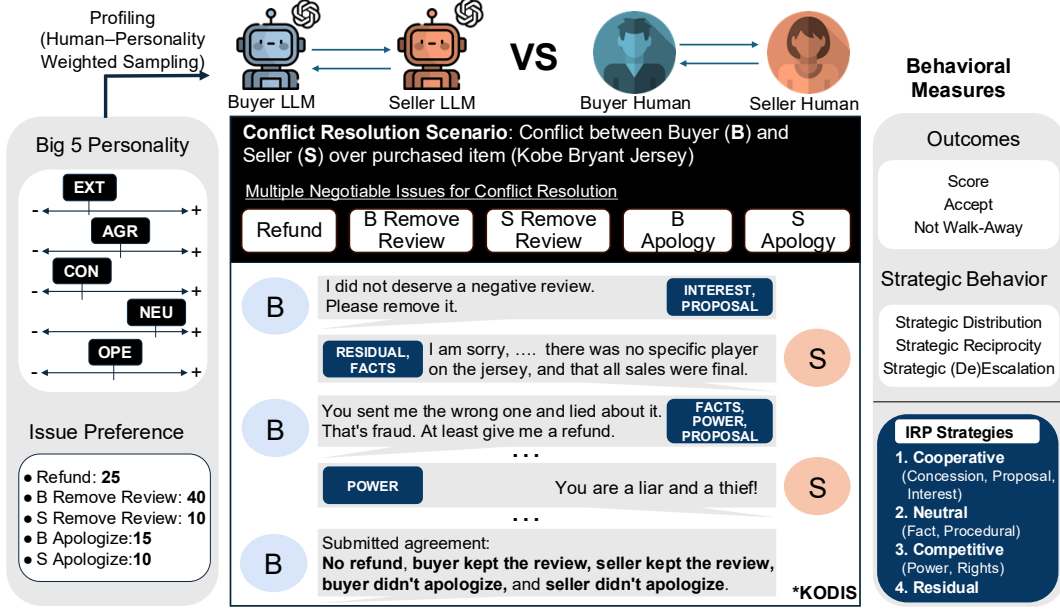 Profiling
(Human–Personality
Weighted Sampling)
Buyer LLM
Seller LLM
VS
Buyer Human
Seller Human
Behavioral
Measures
Big 5 Personality
EXT
- +
AGR
- +
CON
- +
NEU
- +
OPE
- +
Issue Preference
● Refund: 25
● B Remove Review: 40
● S Remove Review: 10
● B Apologize:15
● S Apologize:10
Conflict Resolution Scenario: Conflict between Buyer (B) and
Seller (S) over purchased item (Kobe Bryant Jersey)
Multiple Negotiable Issues for Conflict Resolution
Refund
B Remove
Review
S Remove
Review
B
Apology
S
Apology
B
I did not deserve a negative review.
Please remove it.
INTEREST,
PROPOSAL
RESIDUAL,
FACTS
I am sorry, …. there was no specific player
on the jersey, and that all sales were final.
S
B
You sent me the wrong one and lied about it.
That's fraud. At least give me a refund.
FACTS,
POWER,
PROPOSAL
...
POWER
You are a liar and a thief!
S
...
B
Submitted agreement:
No refund, buyer kept the review, seller kept the review,
buyer didn't apologize, and seller didn't apologize.
*KODIS
Outcomes
Score
Accept
Not Walk-Away
Strategic Behavior
Strategic Distribution
Strategic Reciprocity
Strategic (De)Escalation
IRP Strategies
1. Cooperative
(Concession, Proposal,
Interest)
2. Neutral
(Fact, Procedural)
3. Competitive
(Power, Rights)
4. Residual